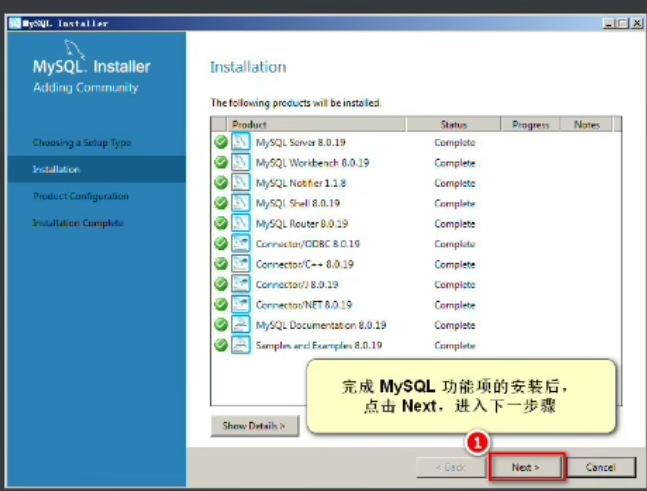 MySQL Installer
MySQL. Installer
Adding Community
Choosing a Setup Type
Installation
Product Configuration
Installation Complete
Installation
The following products will be installed.
Product Status Progress Notes
MySQL Server 8.0.19 Complete
MySQL Workbench 8.0.19 Complete
MySQL Notifier 1.1.8 Complete
MySQL Shell 8.0.19 Complete
MySQL Router 8.0.19 Complete
Connector/ODBC 8.0.19 Complete
Connector/C++ 8.0.19 Complete
Connector/J 8.0.19 Complete
Connector/NET 8.0.19 Complete
MySQL Documentation 8.0.19 Complete
Samples and Examples 8.0.19 Complete
完成 MySQL 功能项的安装后，
点击 Next，进入下一步骤
Show Details >
1
< Back Next > Cancel